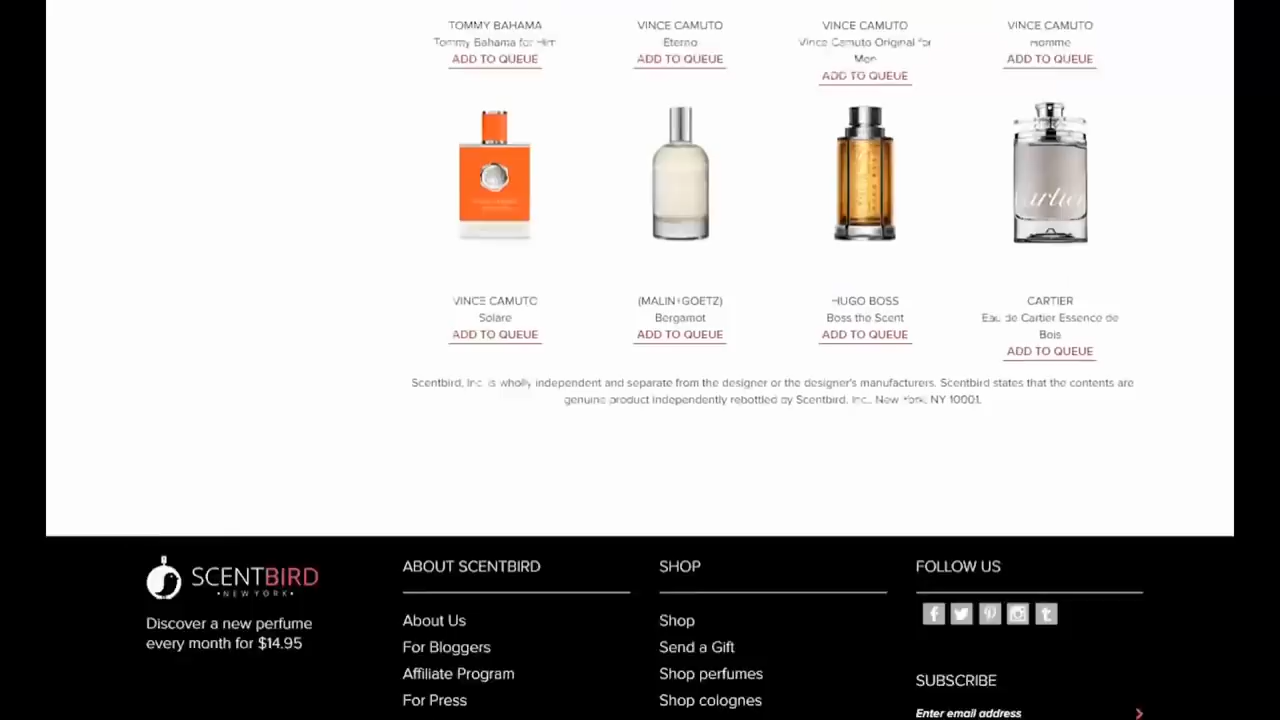 TOMMY BAHAMA
Tommy Bahama for Him
ADD TO QUEUE
VINCE CAMUTO
Eterno
ADD TO QUEUE
VINCE CAMUTO
Vince Camuto Original for
Men
ADD TO QUEUE
VINCE CAMUTO
Homme
ADD TO QUEUE
Cartier
VINCE CAMUTO
Solare
ADD TO QUEUE
(MALIN+GOETZ)
Bergamot
ADD TO QUEUE
HUGO BOSS
Boss the Scent
ADD TO QUEUE
CARTIER
Eau de Cartier Essence de
Bois
ADD TO QUEUE
Scentbird, Inc. is wholly independent and separate from the designer or the designer's manufacturers. Scentbird states that the contents are
genuine product independently rebottled by Scentbird, Inc., New York, NY 10001.
SCENTBIRD
•NEW YORK•
Discover a new perfume
every month for $14.95
ABOUT SCENTBIRD
About Us
For Bloggers
Affiliate Program
For Press
SHOP
Shop
Send a Gift
Shop perfumes
Shop colognes
FOLLOW US
SUBSCRIBE
Enter email address